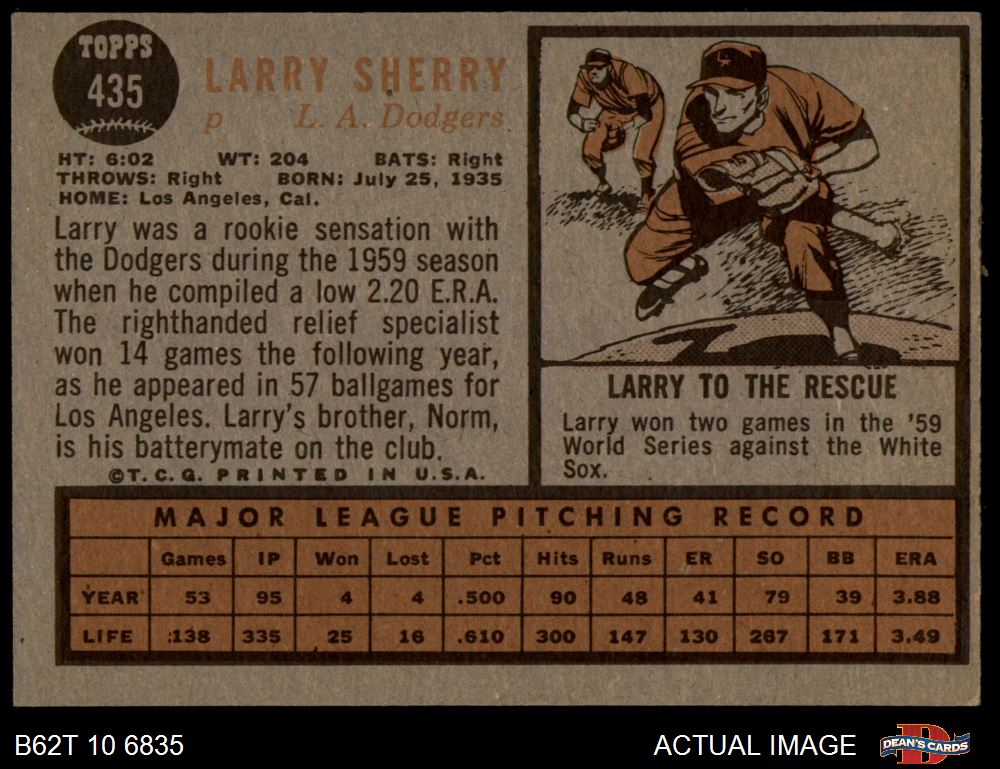 TOPPS
435
LARRY SHERRY
p L. A. Dodgers
HT: 6:02 WT: 204 BATS: Right
THROWS: Right BORN: July 25, 1935
HOME: Los Angeles, Cal.
Larry was a rookie sensation with
the Dodgers during the 1959 season
when he compiled a low 2.20 E.R.A.
The righthanded relief specialist
won 14 games the following year,
as he appeared in 57 ballgames for
Los Angeles. Larry's brother, Norm,
is his batterymate on the club.
©T. C. G. PRINTED IN U.S.A.
LARRY TO THE RESCUE
Larry won two games in the '59
World Series against the White
Sox.
MAJOR LEAGUE PITCHING RECORD
Games IP Won Lost Pct Hits Runs ER SO BB ERA
YEAR 53 95 4 4 .500 90 48 41 79 39 3.88
LIFE 138 335 25 16 .610 300 147 130 267 171 3.49
B62T 10 6835
ACTUAL IMAGE
DEAN'S CARDS